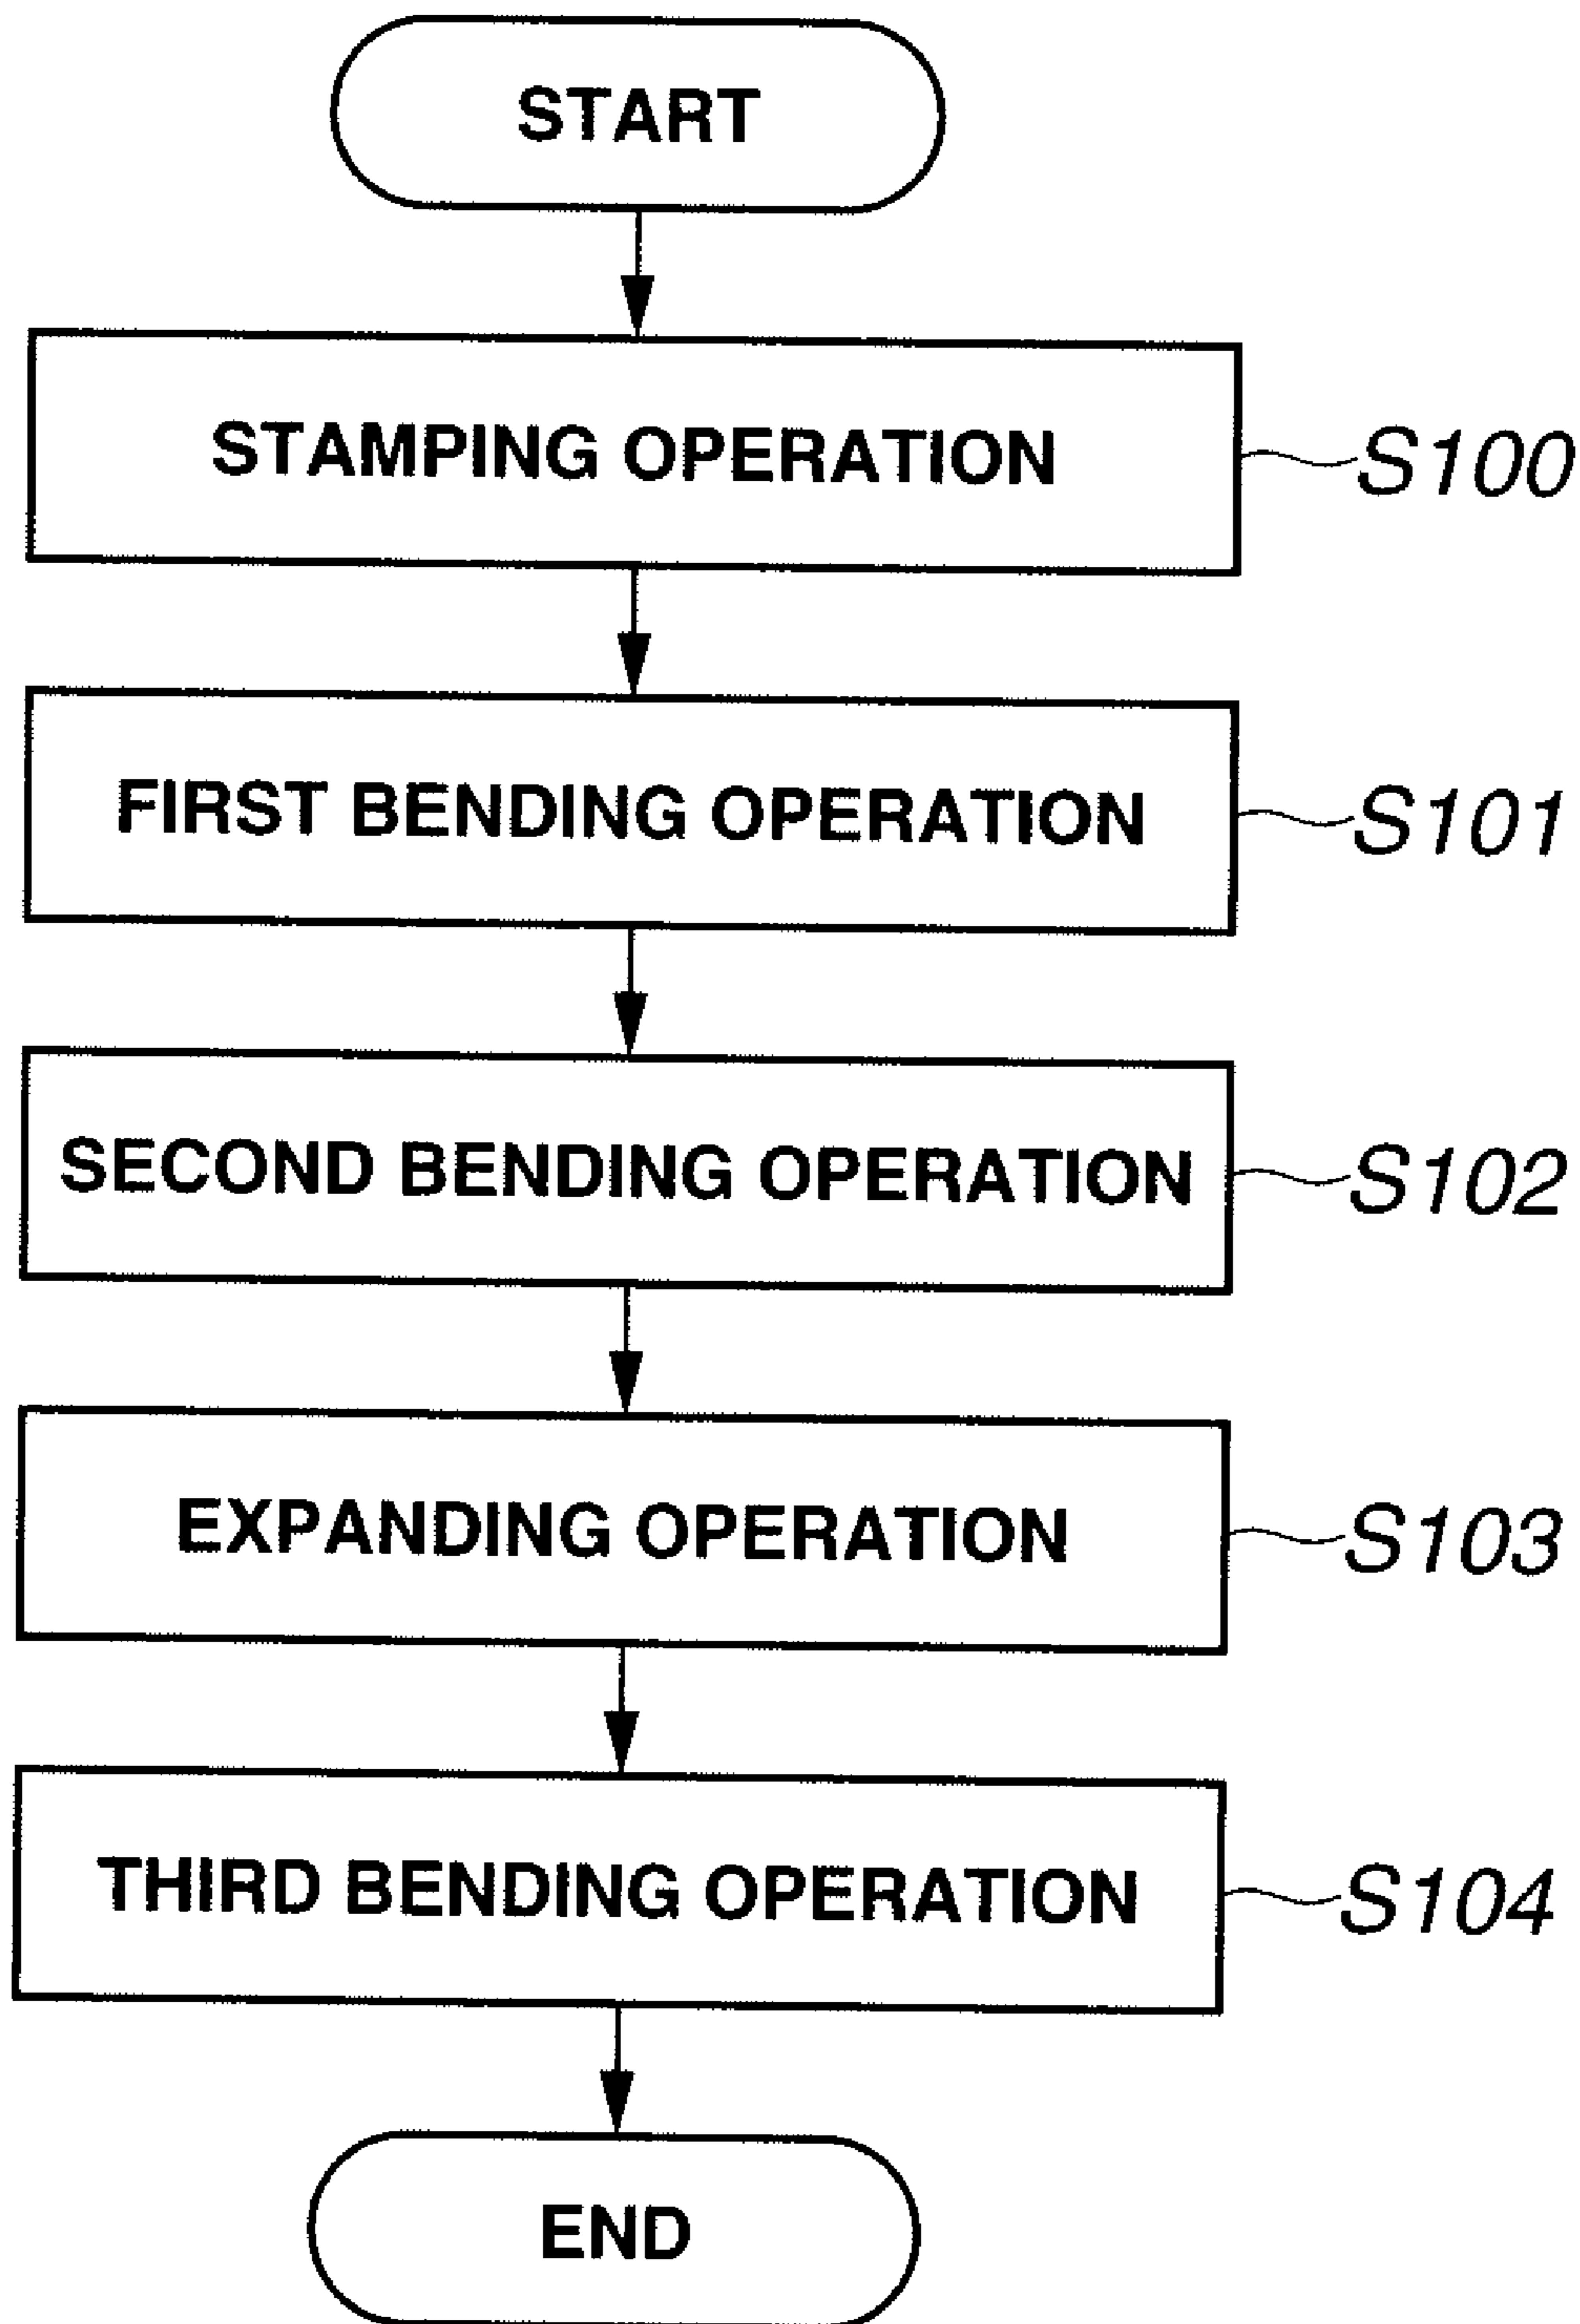 START
STAMPING OPERATION
S100
FIRST BENDING OPERATION
S101
SECOND BENDING OPERATION
S102
EXPANDING OPERATION
S103
THIRD BENDING OPERATION
S104
END